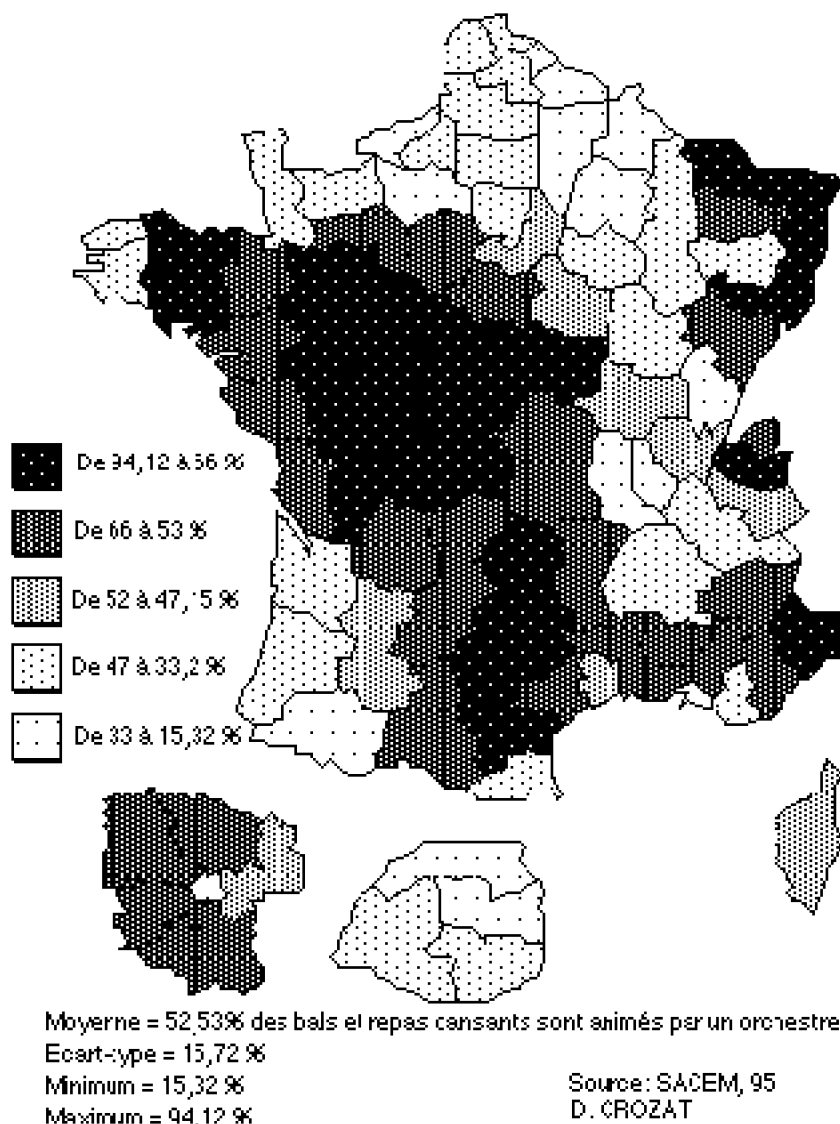 De 94,12 à 66 %
De 66 à 53 %
De 52 à 47,15 %
De 47 à 33,2 %
De 33 à 15,32 %
Moyenne = 52,53% des bals et repas dansants sont animés par un orchestre
Ecart-type = 15,72 %
Minimum = 15,32 %
Maximum = 94,12 %
Source: SACEM, 95
D. CROZAT